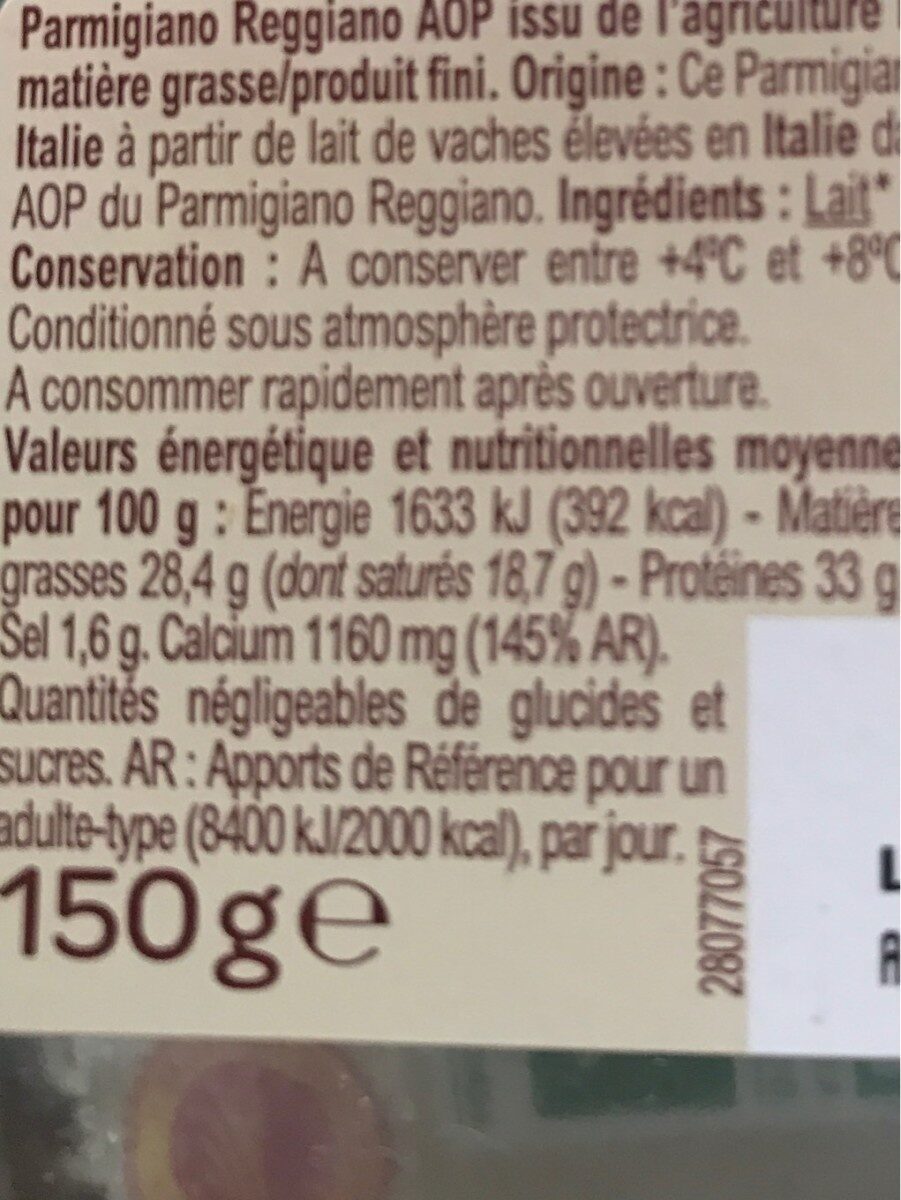 Parmigiano Reggiano AOP issu de l'agriculture
matière grasse/produit fini. Origine : Ce Parmigian
Italie à partir de lait de vaches élevées en Italie da
AOP du Parmigiano Reggiano. Ingrédients : Lait*
Conservation : A conserver entre +4°C et +8°C
Conditionné sous atmosphère protectrice.
A consommer rapidement après ouverture.
Valeurs énergétique et nutritionnelles moyenne
pour 100 g : Energie 1633 kJ (392 kcal) - Matière
grasses 28,4 g (dont saturés 18,7 g) - Protéines 33 g
Sel 1,6 g. Calcium 1160 mg (145% AR).
Quantités négligeables de glucides et
sucres. AR : Apports de Référence pour un
adulte-type (8400 kJ/2000 kcal), par jour.
150 g e
28077057
L